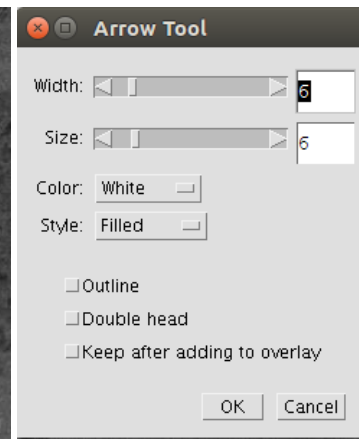 Arrow Tool
Width: 6
Size: 6
Color: White
Style: Filled
Outline
Double head
Keep after adding to overlay
OK Cancel